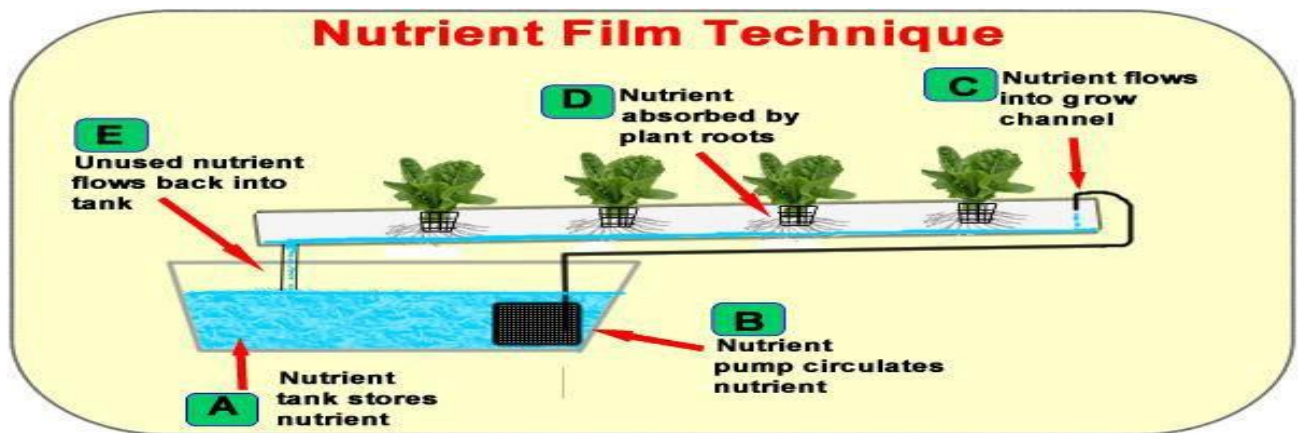 Nutrient Film Technique
E
Unused nutrient
flows back into
tank
D
Nutrient
absorbed by
plant roots
C
Nutrient flows
into grow
channel
A
Nutrient
tank stores
nutrient
B
Nutrient
pump circulates
nutrient